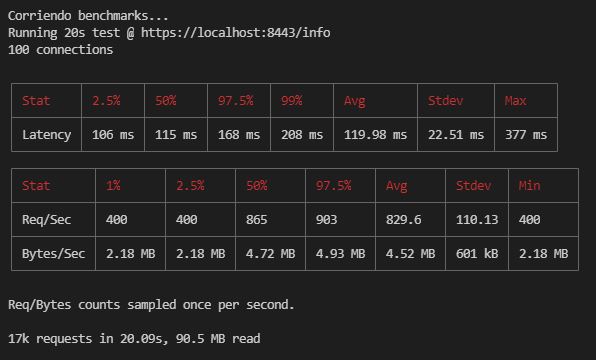 Corriendo benchmarks...
Running 20s test @ https://localhost:8443/info
100 connections
Stat 2.5% 50% 97.5% 99% Avg Stdev Max
Latency 106 ms 115 ms 168 ms 208 ms 119.98 ms 22.51 ms 377 ms
Stat 1% 2.5% 50% 97.5% Avg Stdev Min
Req/Sec 400 400 865 903 829.6 110.13 400
Bytes/Sec 2.18 MB 2.18 MB 4.72 MB 4.93 MB 4.52 MB 601 kB 2.18 MB
Req/Bytes counts sampled once per second.
17k requests in 20.09s, 90.5 MB read